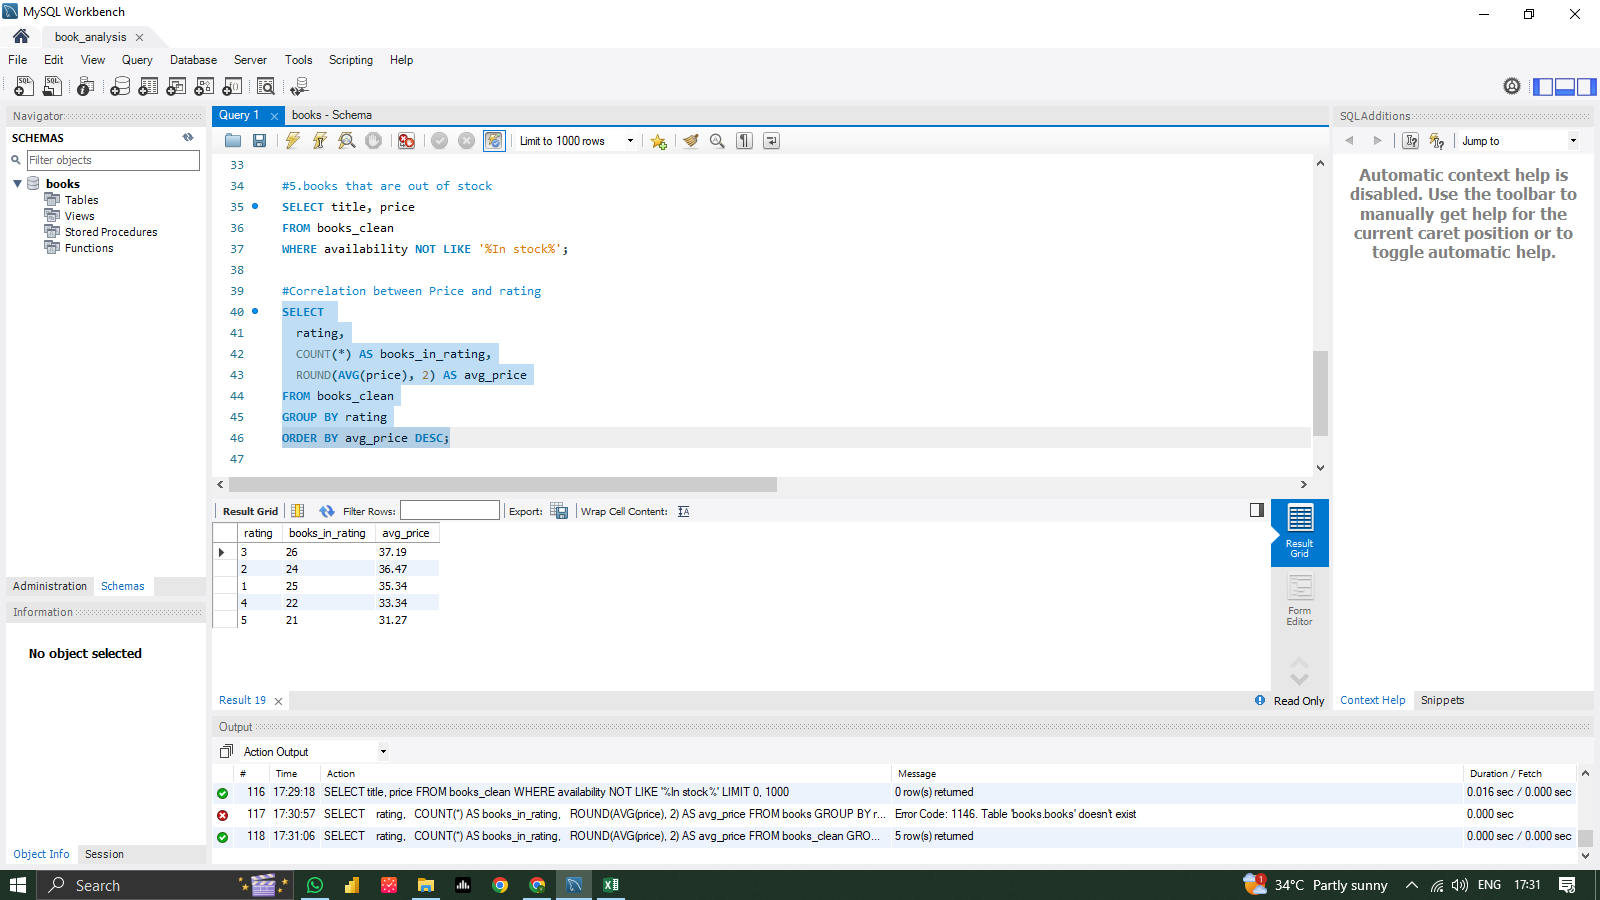 MySQL Workbench
book_analysis
File Edit View Query Database Server Tools Scripting Help
Navigator
SCHEMAS
Filter objects
books
Tables
Views
Stored Procedures
Functions
Administration Schemas
Information
No object selected
Object Info Session
Query 1 books - Schema
Limit to 1000 rows
33
34 #5.books that are out of stock
35 SELECT title, price
36 FROM books_clean
37 WHERE availability NOT LIKE '%In stock%';
38
39 #Correlation between Price and rating
40 SELECT
41 rating,
42 COUNT(*) AS books_in_rating,
43 ROUND(AVG(price), 2) AS avg_price
44 FROM books_clean
45 GROUP BY rating
46 ORDER BY avg_price DESC;
47
Result Grid Filter Rows: Export: Wrap Cell Content:
rating books_in_rating avg_price
3 26 37.19
2 24 36.47
1 25 35.34
4 22 33.34
5 21 31.27
Result Grid
Form Editor
Result 19
Read Only
SQLAdditions
Jump to
Automatic context help is
disabled. Use the toolbar to
manually get help for the
current caret position or to
toggle automatic help.
Context Help Snippets
Output
Action Output
# Time Action Message Duration / Fetch
116 17:29:18 SELECT title, price FROM books_clean WHERE availability NOT LIKE '%In stock%' LIMIT 0, 1000 0 row(s) returned 0.016 sec / 0.000 sec
117 17:30:57 SELECT rating, COUNT(*) AS books_in_rating, ROUND(AVG(price), 2) AS avg_price FROM books GROUP BY r... Error Code: 1146. Table 'books.books' doesn't exist 0.000 sec
118 17:31:06 SELECT rating, COUNT(*) AS books_in_rating, ROUND(AVG(price), 2) AS avg_price FROM books_clean GRO... 5 row(s) returned 0.000 sec / 0.000 sec
Search
1
34°C Partly sunny
ENG
17:31